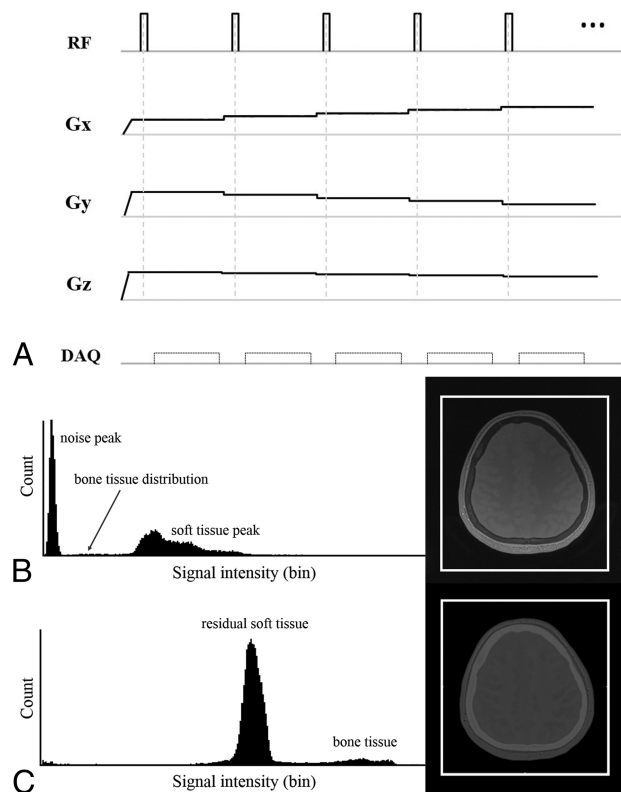 RF
...
Gx
Gy
Gz
A
DAQ
noise peak
bone tissue distribution
soft tissue peak
Count
B
Signal intensity (bin)
residual soft tissue
Count
bone tissue
C
Signal intensity (bin)